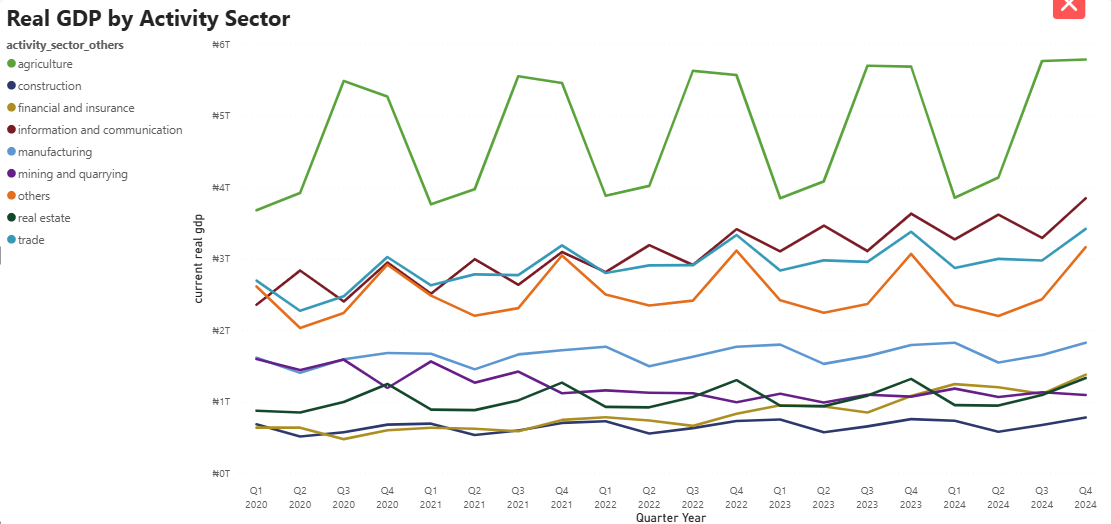 Real GDP by Activity Sector
activity_sector_others
agriculture
construction
financial and insurance
information and communication
manufacturing
mining and quarrying
others
real estate
trade
current real gdp
₦6T
₦5T
₦4T
₦3T
₦2T
₦1T
₦0T
Q1 Q2 Q3 Q4 Q1 Q2 Q3 Q4 Q1 Q2 Q3 Q4 Q1 Q2 Q3 Q4 Q1 Q2 Q3 Q4
2020 2020 2020 2020 2021 2021 2021 2021 2022 2022 2022 2022 2023 2023 2023 2023 2024 2024 2024 2024
Quarter Year